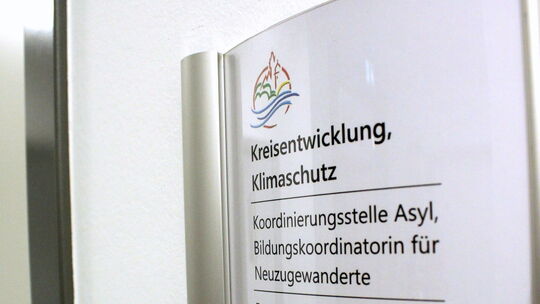 Kreisentwicklung,
Klimaschutz
Koordinierungsstelle Asyl,
Bildungskoordinatorin für
Neuzugewanderte